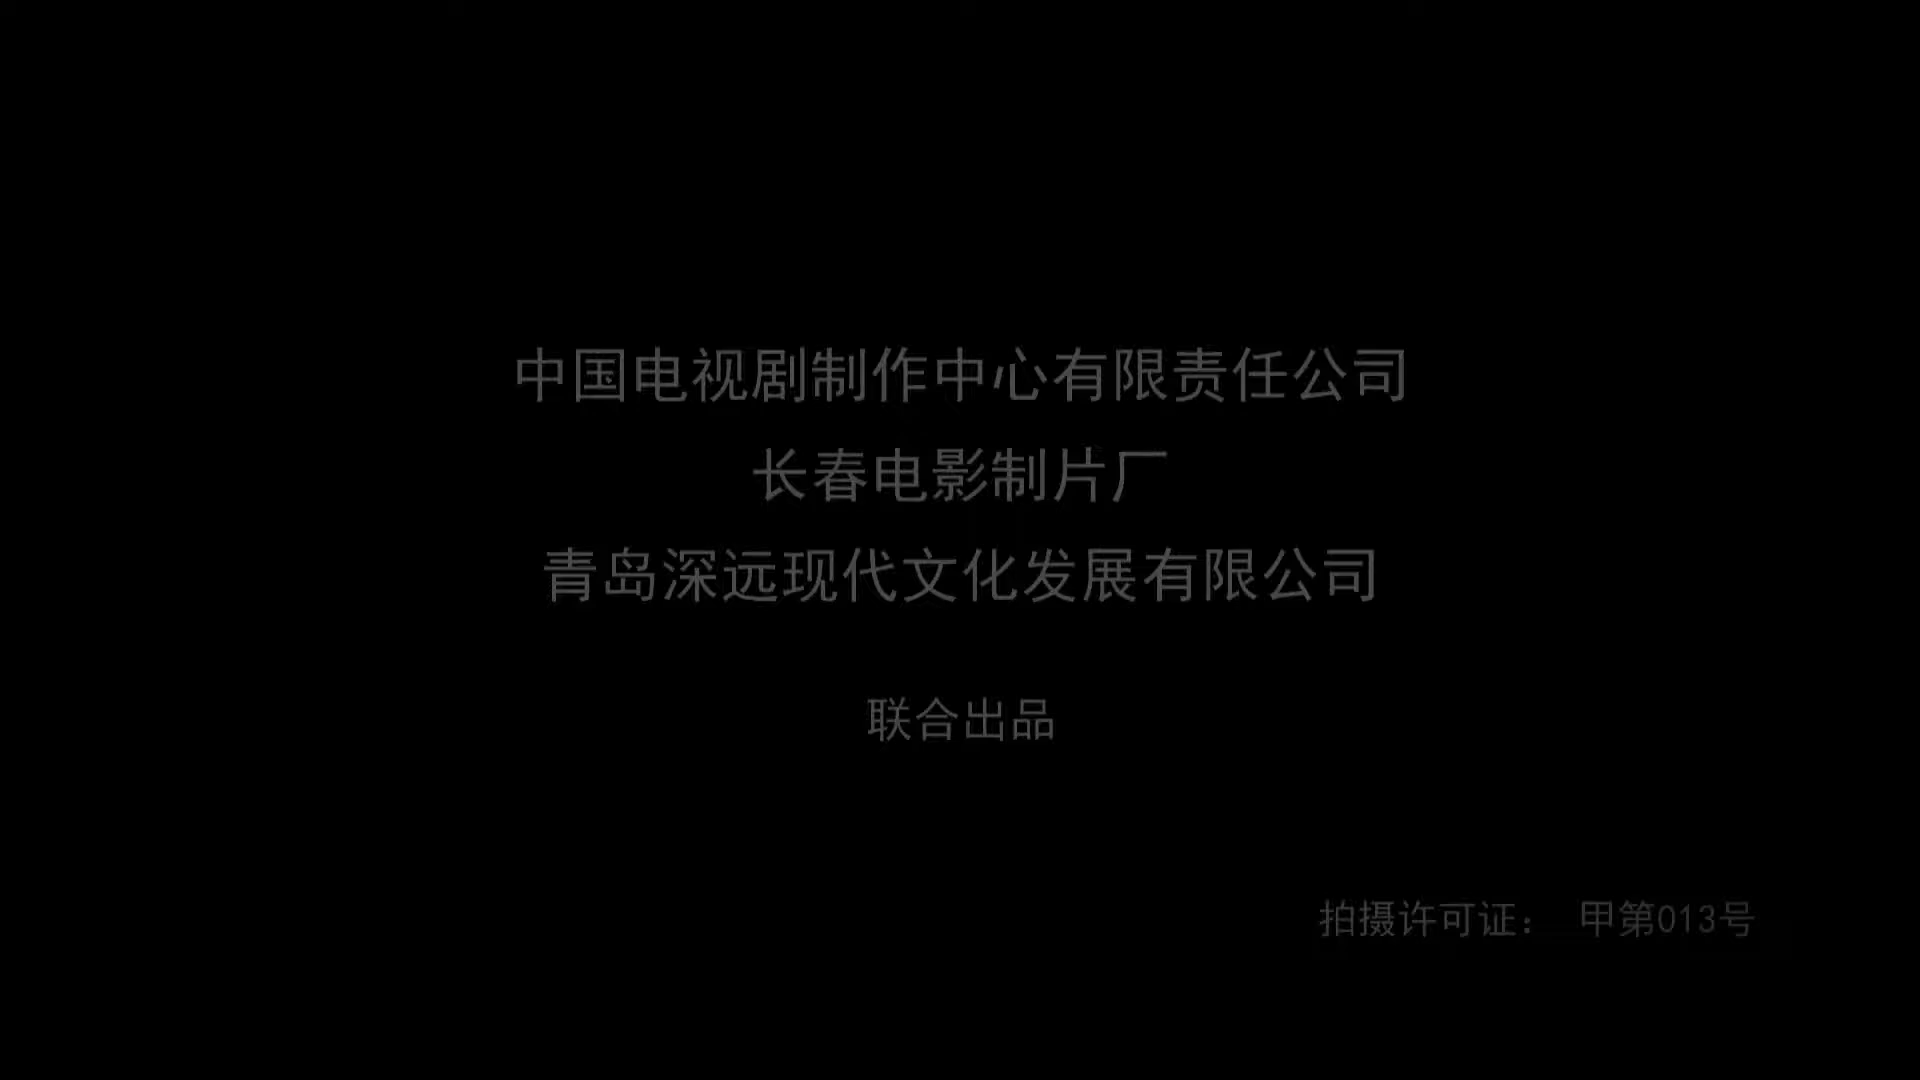 中国电视剧制作中心有限责任公司
长春电影制片厂
青岛深远现代文化发展有限公司
联合出品
拍摄许可证： 甲第013号